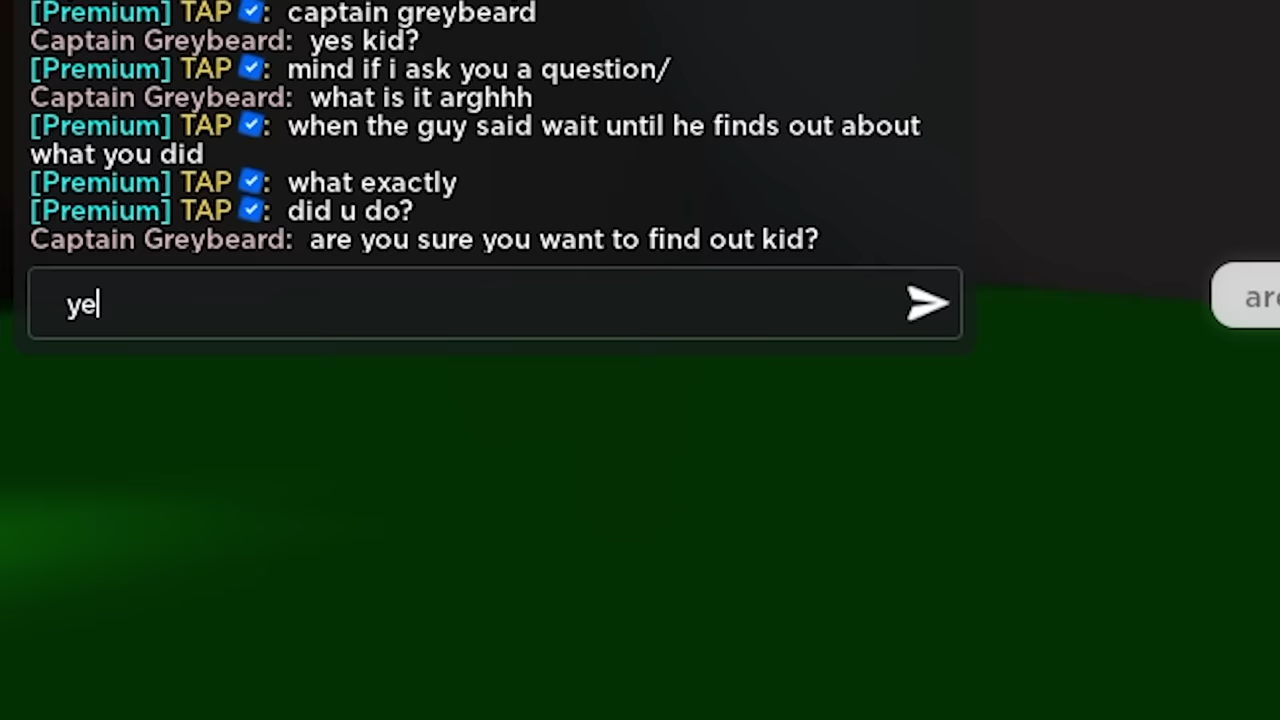 [Premium] TAP: captain greybeard
Captain Greybeard: yes kid?
[Premium] TAP: mind if i ask you a question/
Captain Greybeard: what is it arghhh
[Premium] TAP: when the guy said wait until he finds out about
what you did
[Premium] TAP: what exactly
[Premium] TAP: did u do?
Captain Greybeard: are you sure you want to find out kid?
ye